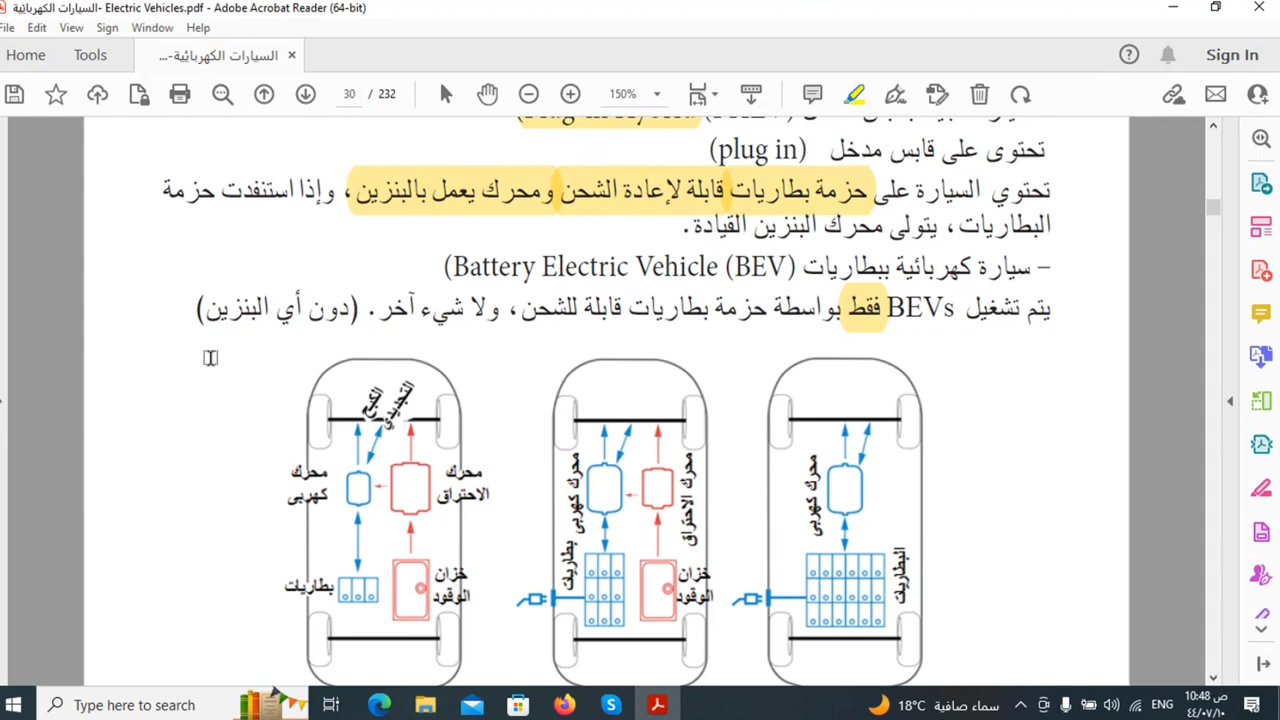 السيارات الكهربائية- Electric Vehicles.pdf - Adobe Acrobat Reader (64-bit)
File Edit View Sign Window Help
Home Tools السيارات الكهربائية-... × Sign In
30 / 232 150%
تحتوى على قابس مدخل (plug in)
تحتوي السيارة على حزمة بطاريات قابلة لإعادة الشحن ومحرك يعمل بالبنزين، وإذا استنفدت حزمة
البطاريات، يتولى محرك البنزين القيادة.
– سيارة كهربائية ببطاريات (Battery Electric Vehicle (BEV)
يتم تشغيل BEVs فقط بواسطة حزمة بطاريات قابلة للشحن، ولا شيء آخر. (دون أي البنزين)
الكبح
التجديدي
محرك
كهربى
محرك
الاحتراق
بطاريات
خزان
الوقود
محرك كهربى
محرك الاحتراق
بطاريات
خزان
الوقود
محرك كهربى
البطاريات
Type here to search
18°C سماء صافية ENG ص 10:48
٤٤/٠٧/١٠